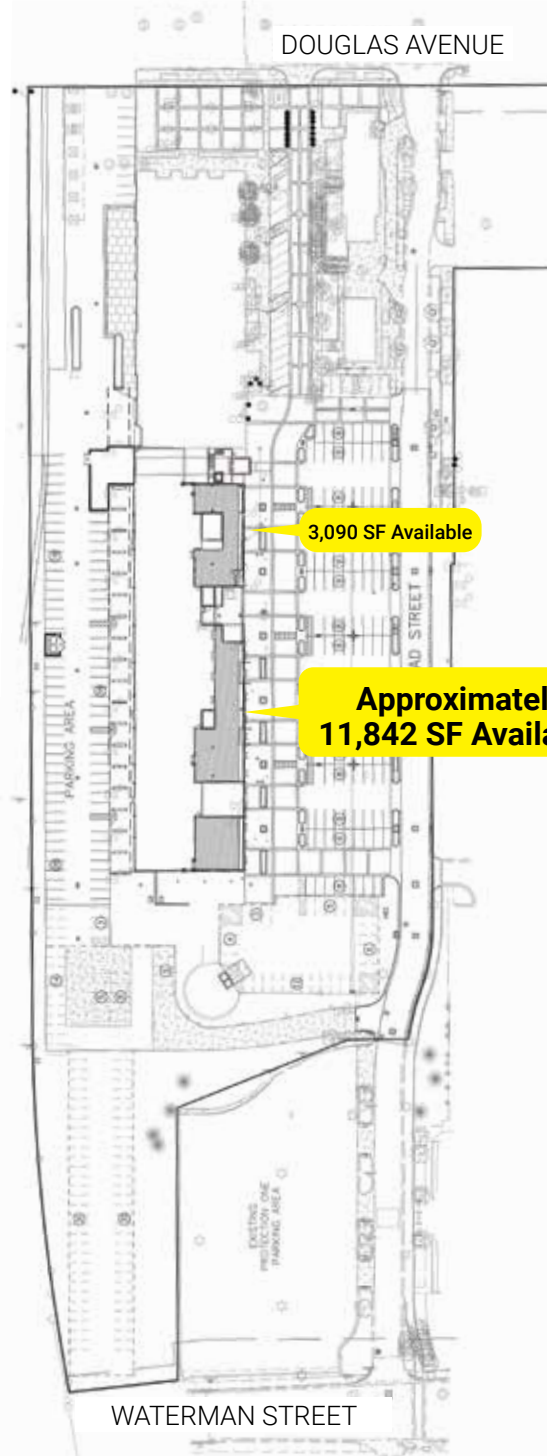 DOUGLAS AVENUE
3,090 SF Available
AD STREET
Approximatel
11,842 SF Availa
PARKING AREA
EXISTING
PROTECTION ONE
PARKING AREA
WATERMAN STREET